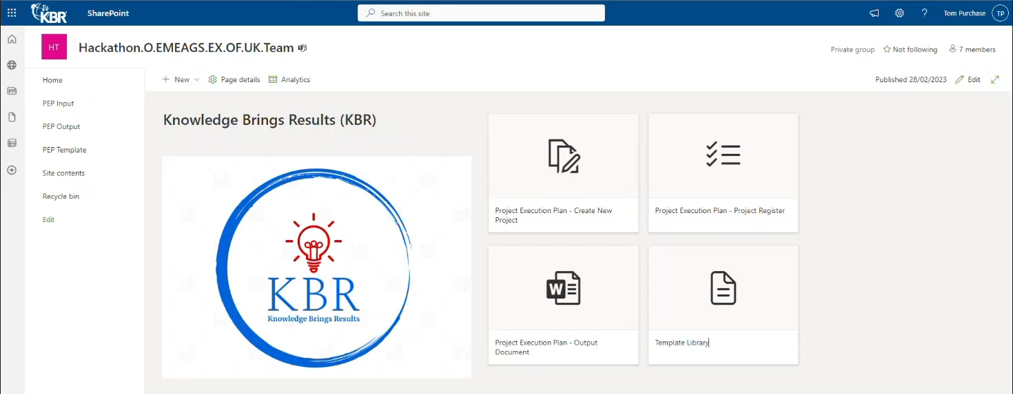 KBR
SharePoint
Search this site
?
Tom Purchase
TP
HT
Hackathon.O.EMEAGS.EX.OF.UK.Team
Private group
Not following
7 members
Home
PEP Input
PEP Output
PEP Template
Site contents
Recycle bin
Edit
+ New
Page details
Analytics
Published 28/02/2023
Edit
Knowledge Brings Results (KBR)
KBR
Knowledge Brings Results
Project Execution Plan - Create New
Project
Project Execution Plan - Project Register
W
Project Execution Plan - Output
Document
Template Library